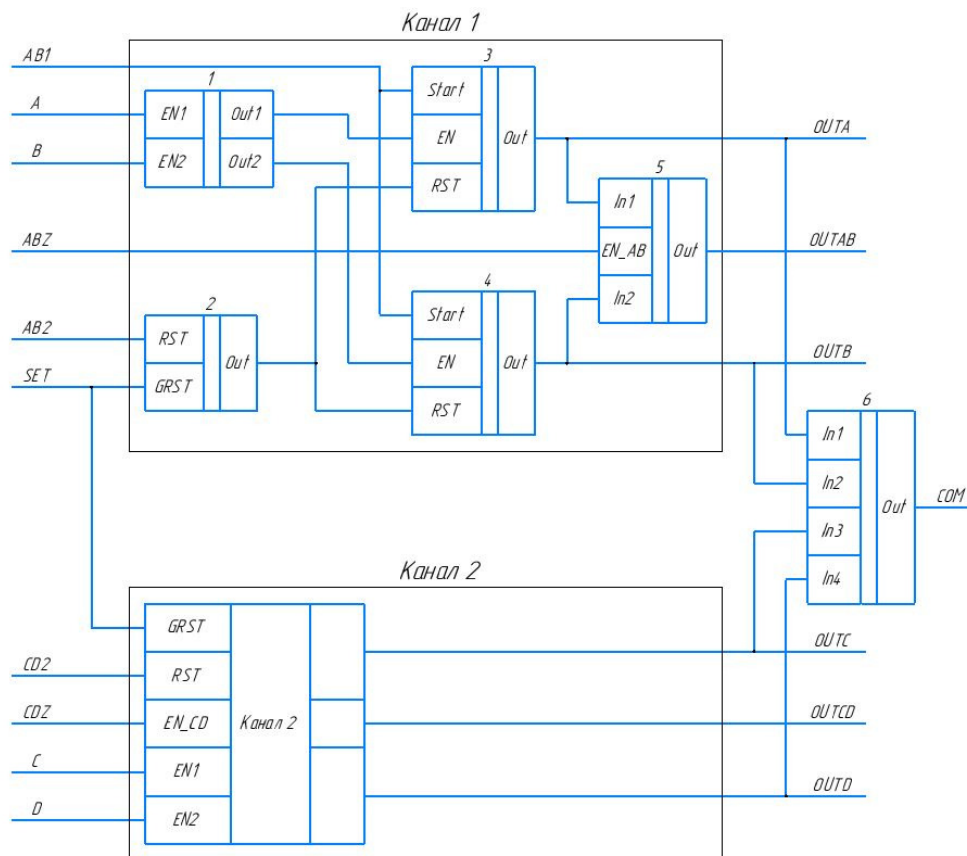 Канал 1
AB1
A
B
ABZ
AB2
SET
1
EN1
Out1
EN2
Out2
2
RST
Out
GRST
3
Start
EN
Out
RST
4
Start
EN
Out
RST
5
In1
EN_AB
Out
In2
OUTA
OUTAB
OUTB
6
In1
In2
Out
In3
In4
COM
Канал 2
CD2
CDZ
C
D
GRST
RST
EN_CD
Канал 2
EN1
EN2
OUTC
OUTCD
OUTD